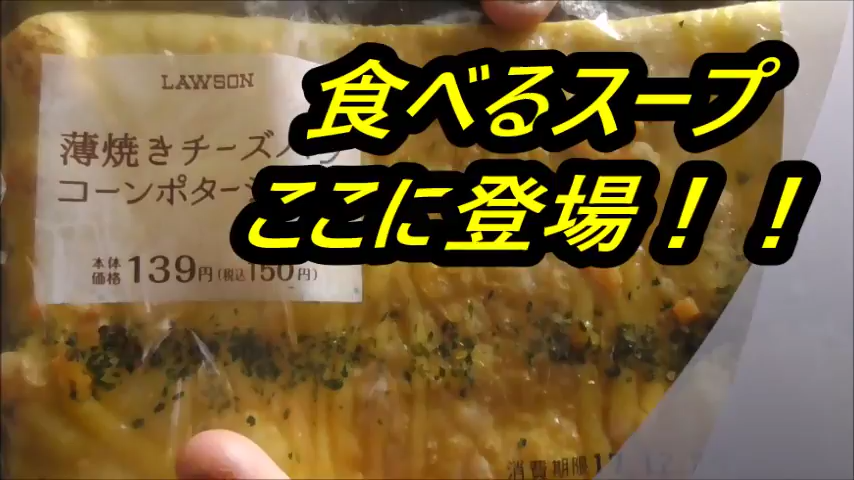 LAWSON
食べるスープ
薄焼きチーズパン
コーンポター
ここに登場！！
本体価格 139円(税込150円)
消費期限